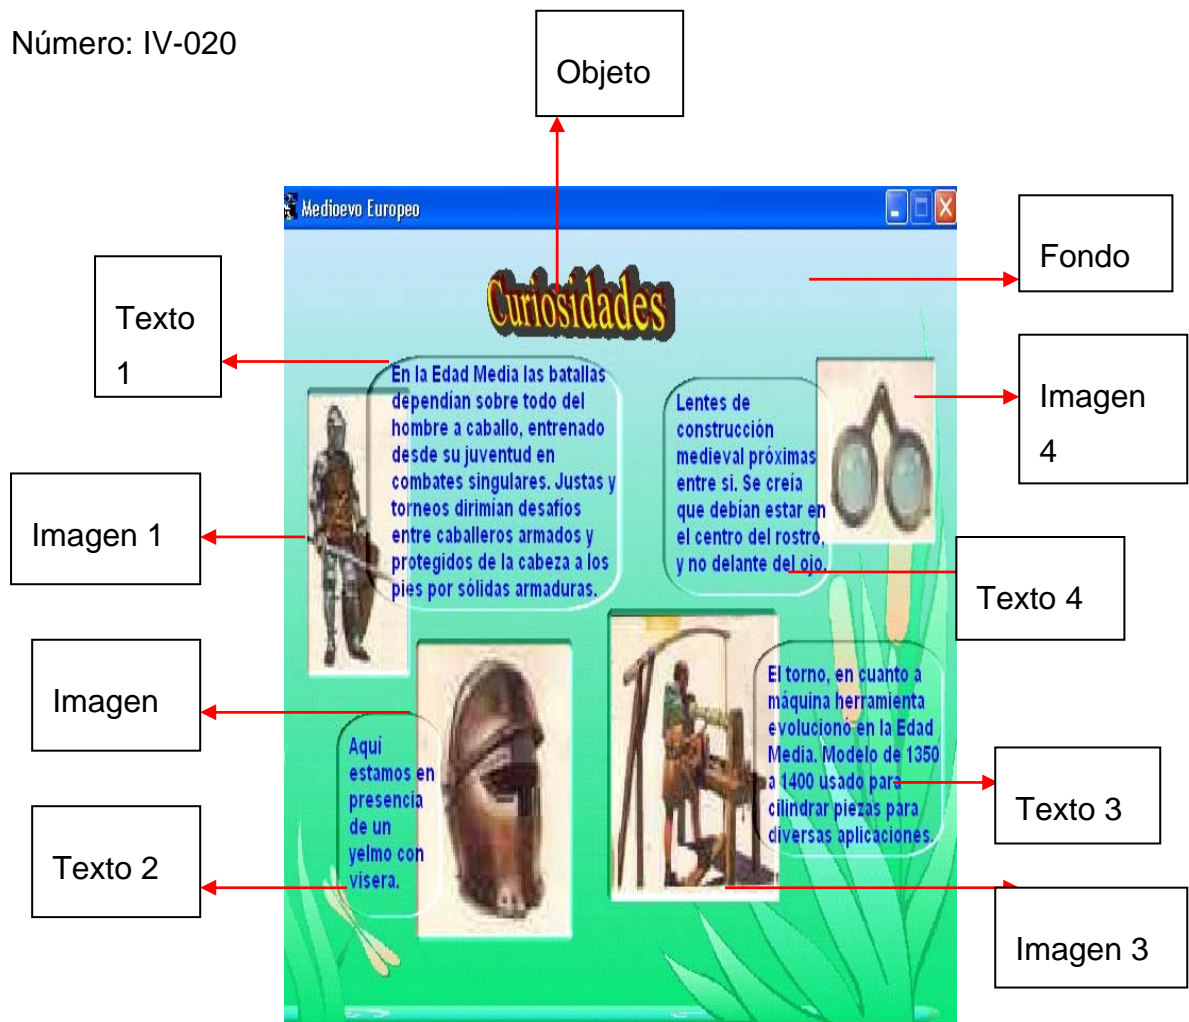 Número: IV-020
Objeto
Medioevo Europeo
Fondo
Curiosidades
Texto
1
En la Edad Media las batallas
dependían sobre todo del
hombre a caballo, entrenado
desde su juventud en
combates singulares. Justas y
torneos dirimían desafíos
entre caballeros armados y
protegidos de la cabeza a los
pies por sólidas armaduras.
Lentes de
construcción
medieval próximas
entre si. Se creía
que debían estar en
el centro del rostro,
y no delante del ojo.
Imagen
4
Imagen 1
Texto 4
Imagen
Aquí
estamos en
presencia
de un
yelmo con
visera.
El torno, en cuanto a
máquina herramienta
evoluciono en la Edad
Media. Modelo de 1350
a 1400 usado para
cilindrar piezas para
diversas aplicaciones.
Texto 3
Texto 2
Imagen 3